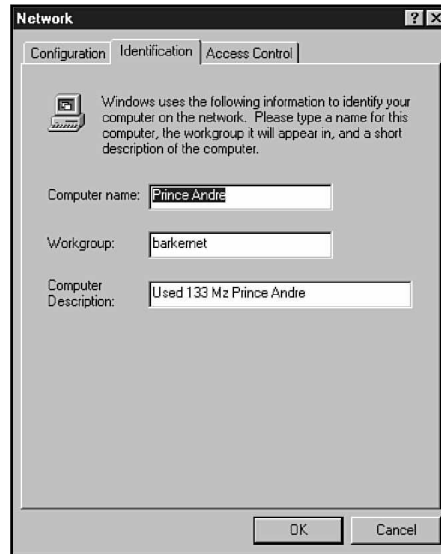 Network
Configuration Identification Access Control
Windows uses the following information to identify your
computer on the network. Please type a name for this
computer, the workgroup it will appear in, and a short
description of the computer.
Computer name: Prince Andre
Workgroup: barkernet
Computer
Description: Used 133 Mz Prince Andre
OK Cancel